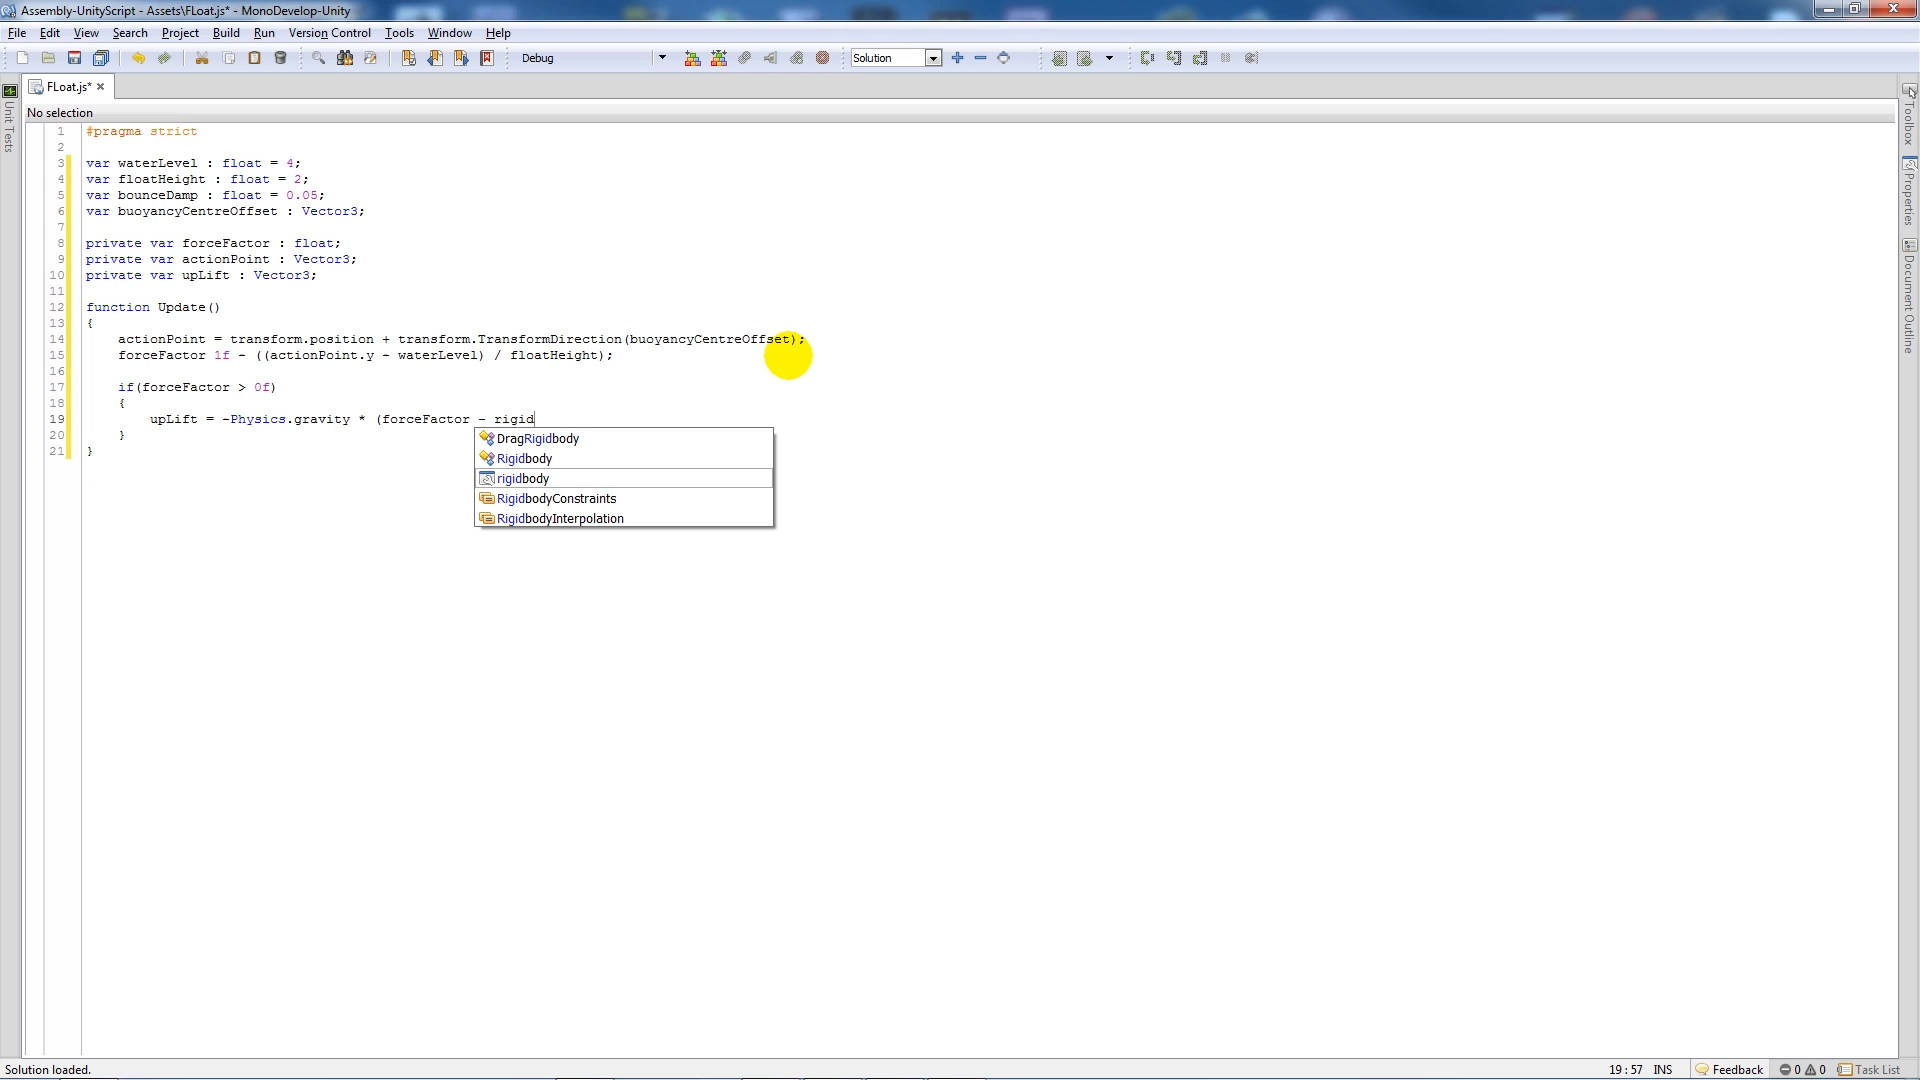 Assembly-UnityScript - Assets\FLoat.js* - MonoDevelop-Unity
File Edit View Search Project Build Run Version Control Tools Window Help
Debug Solution
FLoat.js*
No selection
1 #pragma strict
2
3 var waterLevel : float = 4;
4 var floatHeight : float = 2;
5 var bounceDamp : float = 0.05;
6 var buoyancyCentreOffset : Vector3;
7
8 private var forceFactor : float;
9 private var actionPoint : Vector3;
10 private var upLift : Vector3;
11
12 function Update()
13 {
14 actionPoint = transform.position + transform.TransformDirection(buoyancyCentreOffset);
15 forceFactor 1f - ((actionPoint.y - waterLevel) / floatHeight);
16
17 if(forceFactor > 0f)
18 {
19 upLift = -Physics.gravity * (forceFactor - rigid
20 }
21 }
DragRigidbody
Rigidbody
rigidbody
RigidbodyConstraints
RigidbodyInterpolation
Unit Tests
Toolbox
Properties
Document Outline
Solution loaded.
19 : 57 INS Feedback 0 0 Task List